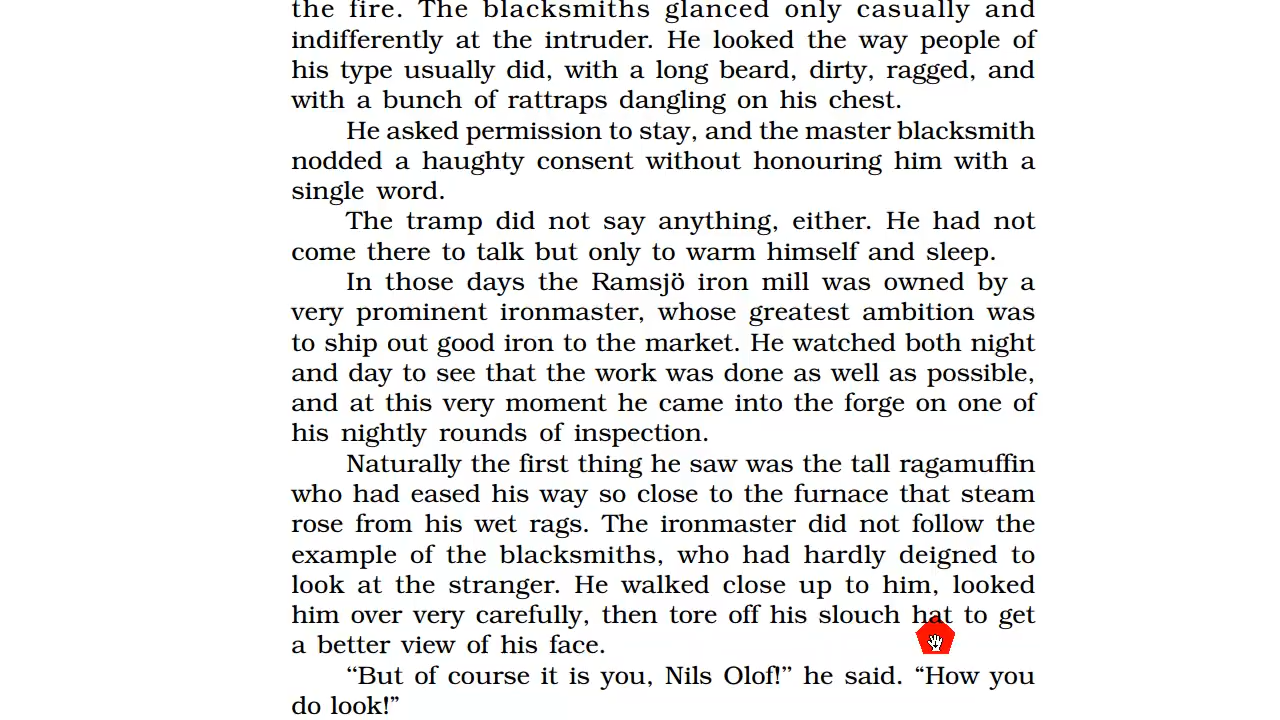 the fire. The blacksmiths glanced only casually and
indifferently at the intruder. He looked the way people of
his type usually did, with a long beard, dirty, ragged, and
with a bunch of rattraps dangling on his chest.
He asked permission to stay, and the master blacksmith
nodded a haughty consent without honouring him with a
single word.
The tramp did not say anything, either. He had not
come there to talk but only to warm himself and sleep.
In those days the Ramsjö iron mill was owned by a
very prominent ironmaster, whose greatest ambition was
to ship out good iron to the market. He watched both night
and day to see that the work was done as well as possible,
and at this very moment he came into the forge on one of
his nightly rounds of inspection.
Naturally the first thing he saw was the tall ragamuffin
who had eased his way so close to the furnace that steam
rose from his wet rags. The ironmaster did not follow the
example of the blacksmiths, who had hardly deigned to
look at the stranger. He walked close up to him, looked
him over very carefully, then tore off his slouch hat to get
a better view of his face.
“But of course it is you, Nils Olof!” he said. “How you
do look!”